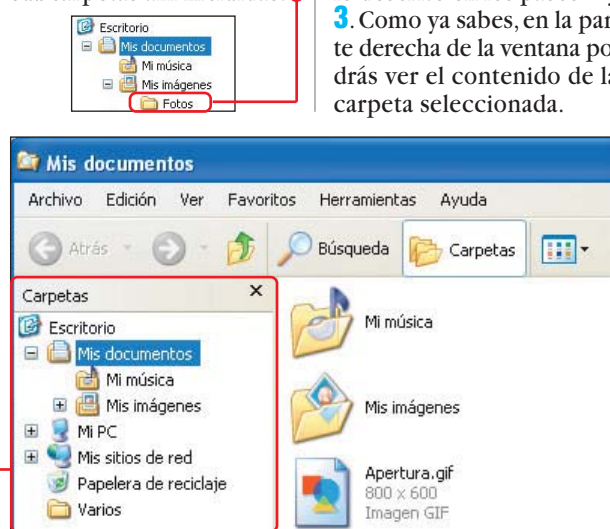 Escritorio
Mis documentos
Mi música
Mis imágenes
Fotos
3. Como ya sabes, en la par
te derecha de la ventana po
drás ver el contenido de la
carpeta seleccionada.
Mis documentos
Archivo Edición Ver Favoritos Herramientas Ayuda
Atrás Búsqueda Carpetas
Carpetas
Escritorio
Mis documentos
Mi música
Mis imágenes
Mi PC
Mis sitios de red
Papelera de reciclaje
Varios
Mi música
Mis imágenes
Apertura.gif
800 x 600
Imagen GIF